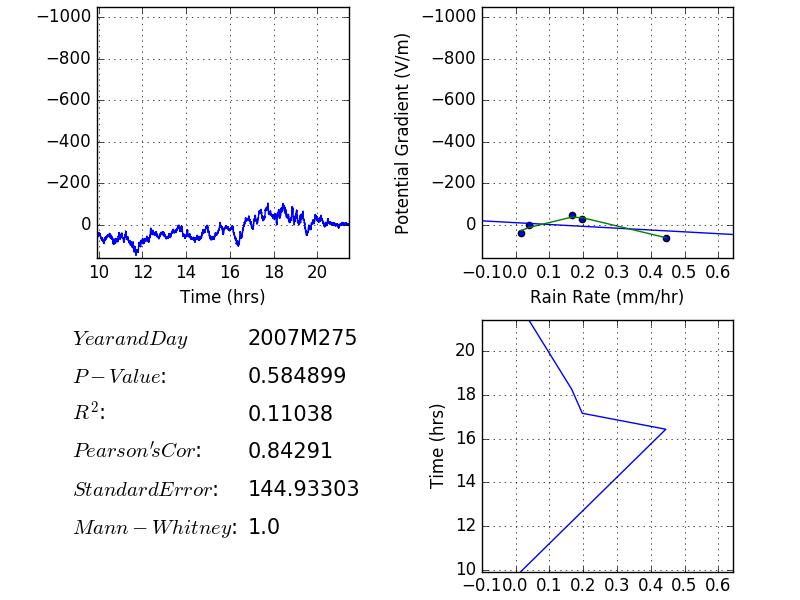 −1000
−800
−600
−400
−200
0
10 12 14 16 18 20
Time (hrs)
Potential Gradient (V/m)
−1000
−800
−600
−400
−200
0
−0.10.0 0.1 0.2 0.3 0.4 0.5 0.6
Rain Rate (mm/hr)
YearandDay 2007M275
P−Value: 0.584899
R²: 0.11038
Pearson'sCor: 0.84291
StandardError: 144.93303
Mann−Whitney: 1.0
Time (hrs)
20
18
16
14
12
10
−0.10.0 0.1 0.2 0.3 0.4 0.5 0.6